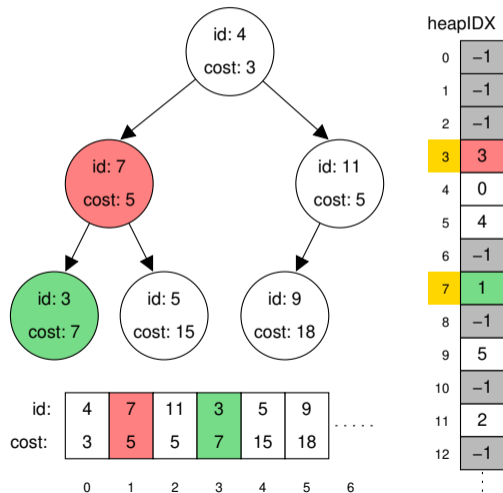 id: 4
cost: 3
id: 7
cost: 5
id: 11
cost: 5
id: 3
cost: 7
id: 5
cost: 15
id: 9
cost: 18
id: 4 7 11 3 5 9 .....
cost: 3 5 5 7 15 18
0 1 2 3 4 5 6
heapIDX
0 −1
1 −1
2 −1
3 3
4 0
5 4
6 −1
7 1
8 −1
9 5
10 −1
11 2
12 −1